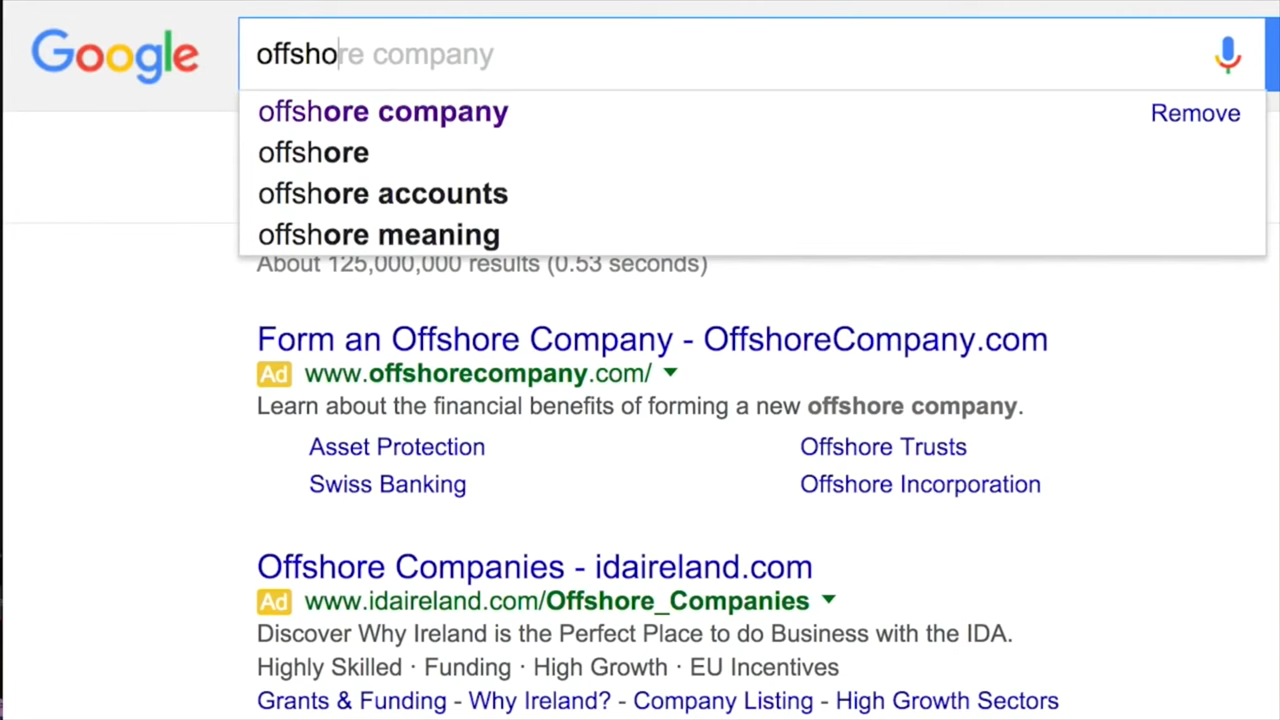 Google
offshore company
offshore company
Remove
offshore
offshore accounts
offshore meaning
About 125,000,000 results (0.53 seconds)
Form an Offshore Company - OffshoreCompany.com
Ad www.offshorecompany.com/
Learn about the financial benefits of forming a new offshore company.
Asset Protection Offshore Trusts
Swiss Banking Offshore Incorporation
Offshore Companies - idaireland.com
Ad www.idaireland.com/Offshore_Companies
Discover Why Ireland is the Perfect Place to do Business with the IDA.
Highly Skilled · Funding · High Growth · EU Incentives
Grants & Funding - Why Ireland? - Company Listing - High Growth Sectors